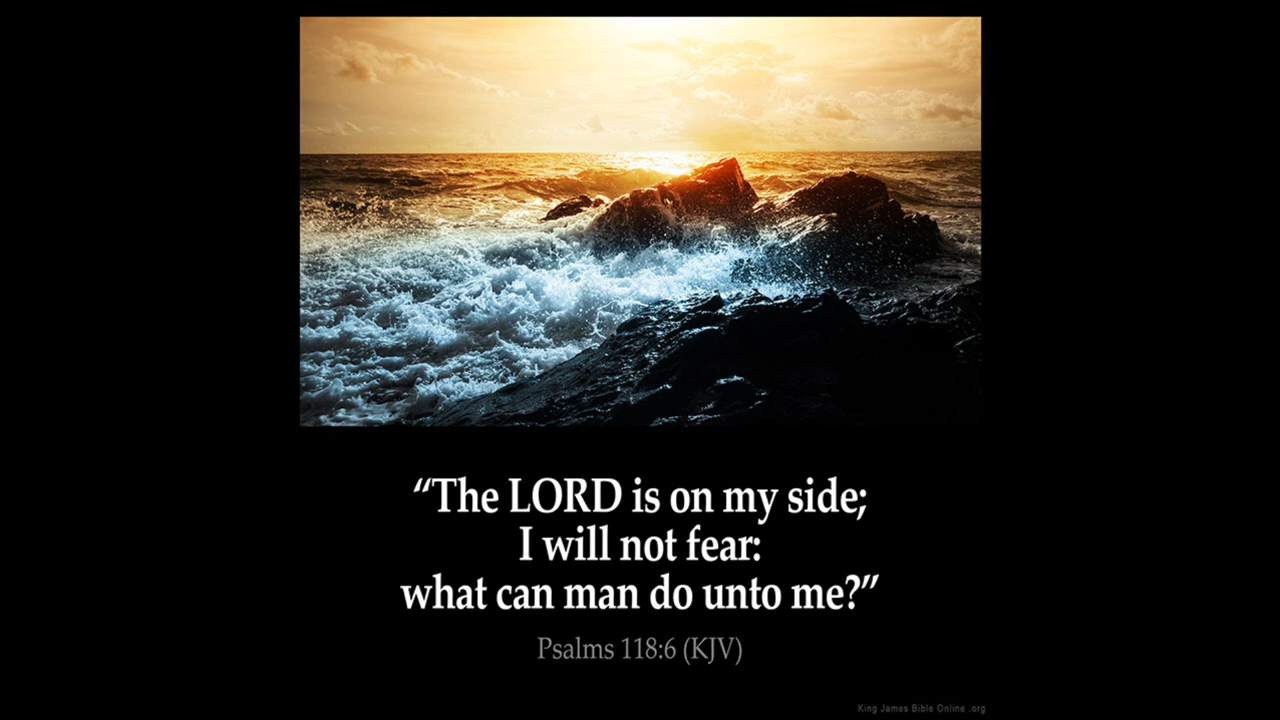 “The LORD is on my side;
I will not fear:
what can man do unto me?”
Psalms 118:6 (KJV)
King James Bible Online .org